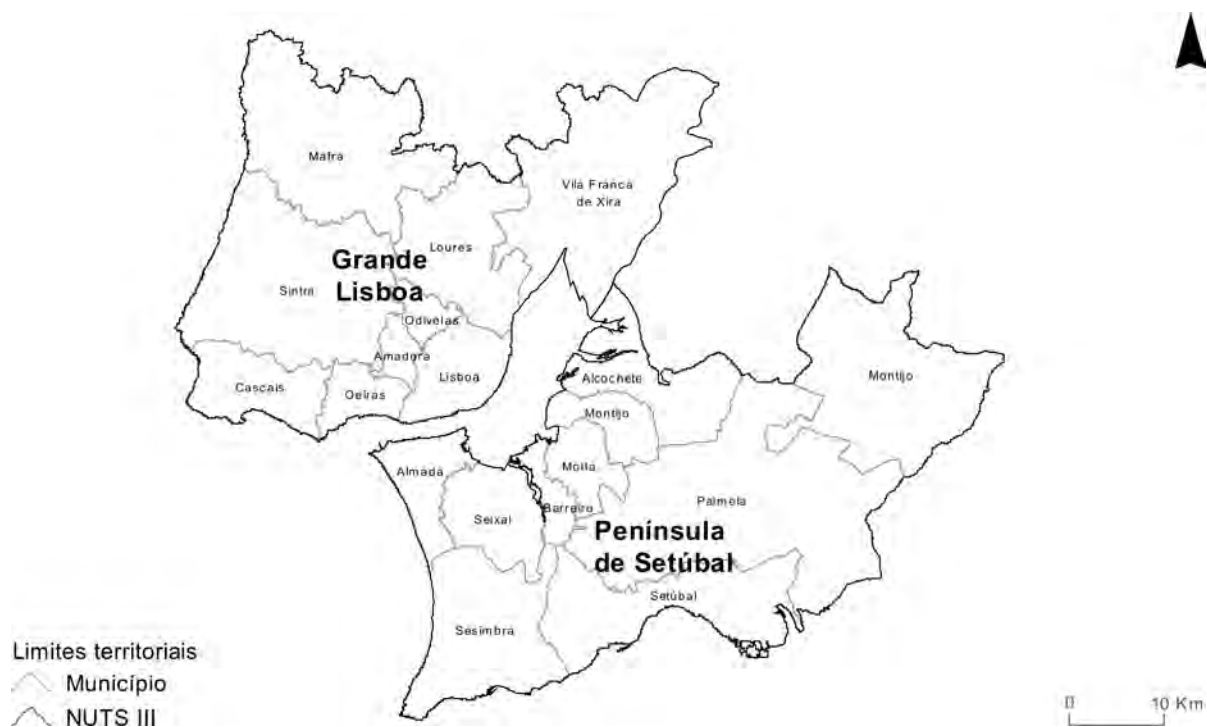 Mafra
Vila Franca
de Xira
Loures
Grande
Lisboa
Sintra
Odivelas
Amadora
Lisboa
Cascais
Oeiras
Alcochete
Montijo
Montijo
Moita
Almada
Palmela
Barreiro
Seixal
Península
de Setúbal
Setúbal
Sesimbra
Limites territoriais
Município
NUTS III
0 10 Km